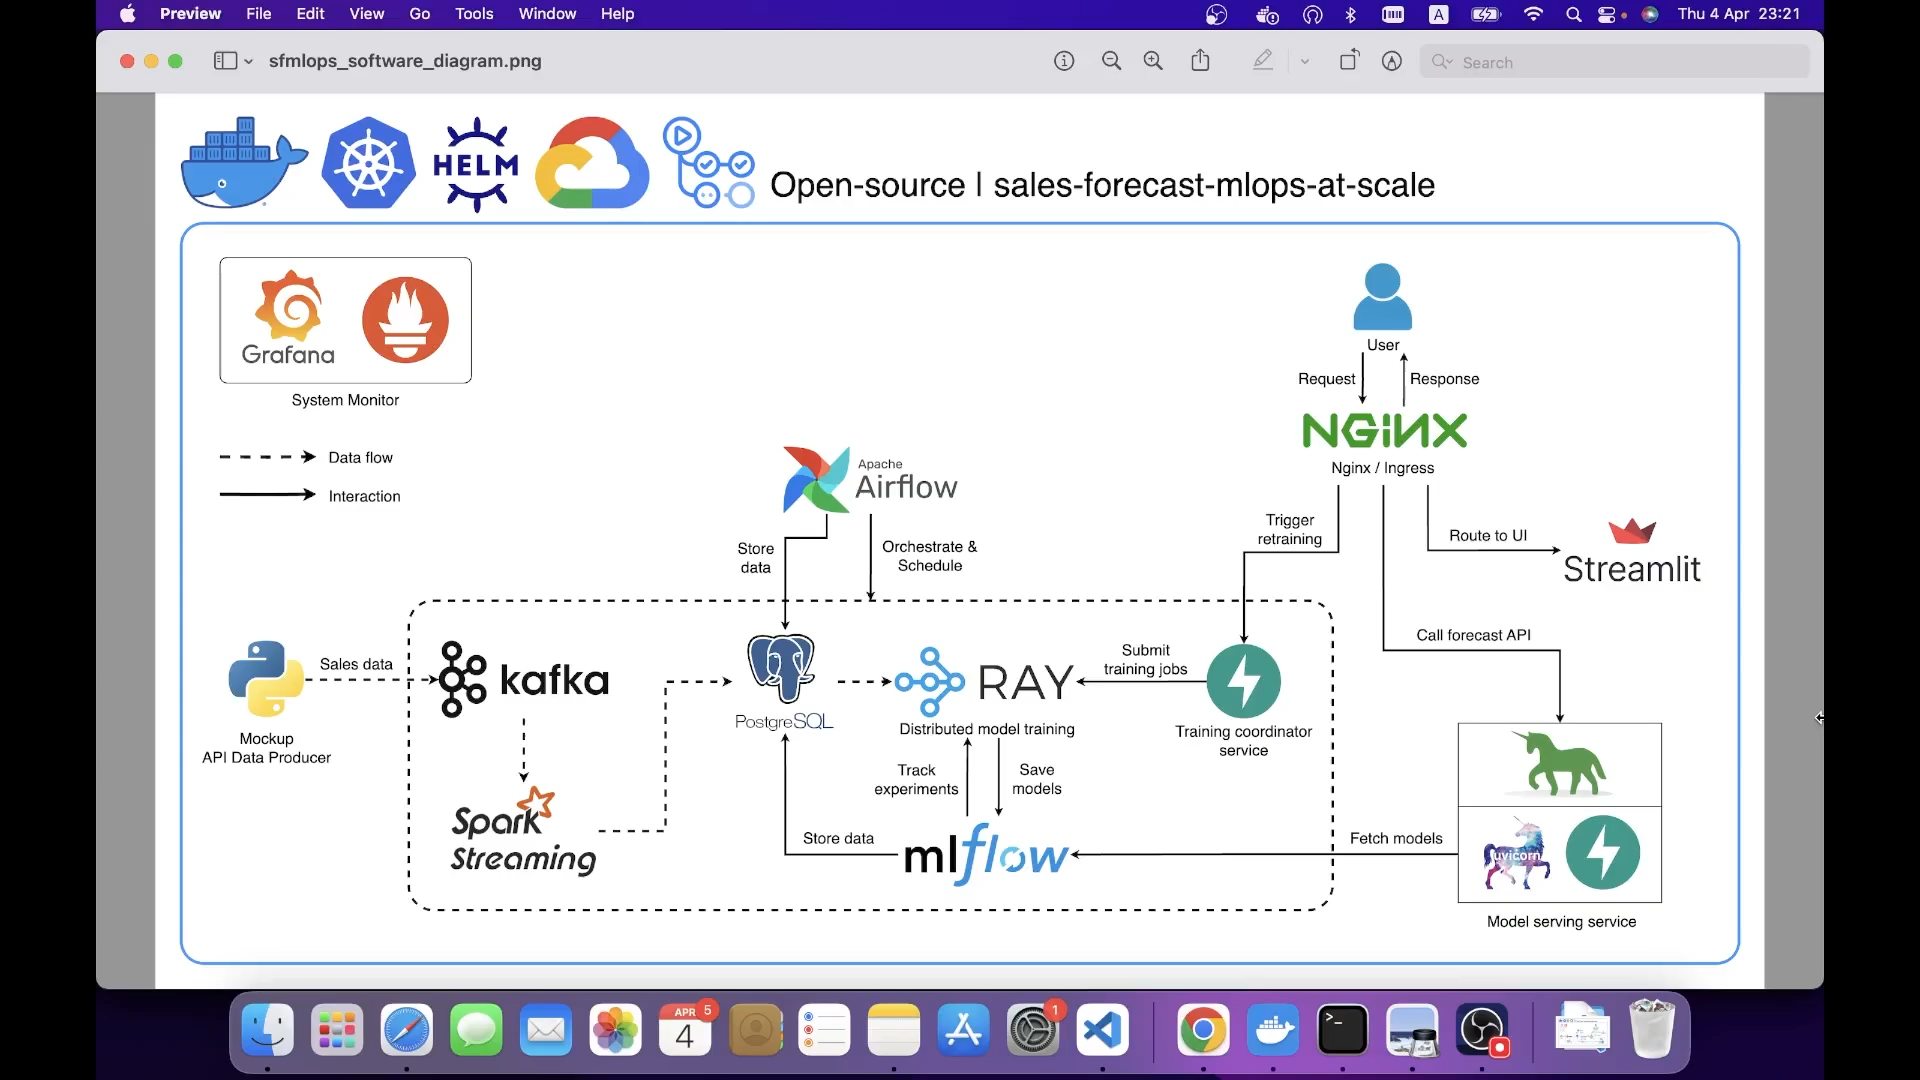 Preview File Edit View Go Tools Window Help
A
Thu 4 Apr 23:21
sfmlops_software_diagram.png
Search
HELM
Open-source | sales-forecast-mlops-at-scale
Grafana
System Monitor
Data flow
Interaction
User
Request
Response
NGINX
Nginx / Ingress
Apache
Airflow
Store
data
Orchestrate &
Schedule
Trigger
retraining
Route to UI
Streamlit
Call forecast API
Mockup
API Data Producer
Sales data
kafka
Spark
Streaming
PostgreSQL
RAY
Distributed model training
Submit
training jobs
Training coordinator
service
Track
experiments
Save
models
Store data
mlflow
Fetch models
uvicorn
Model serving service
APR
4
5
1
>_